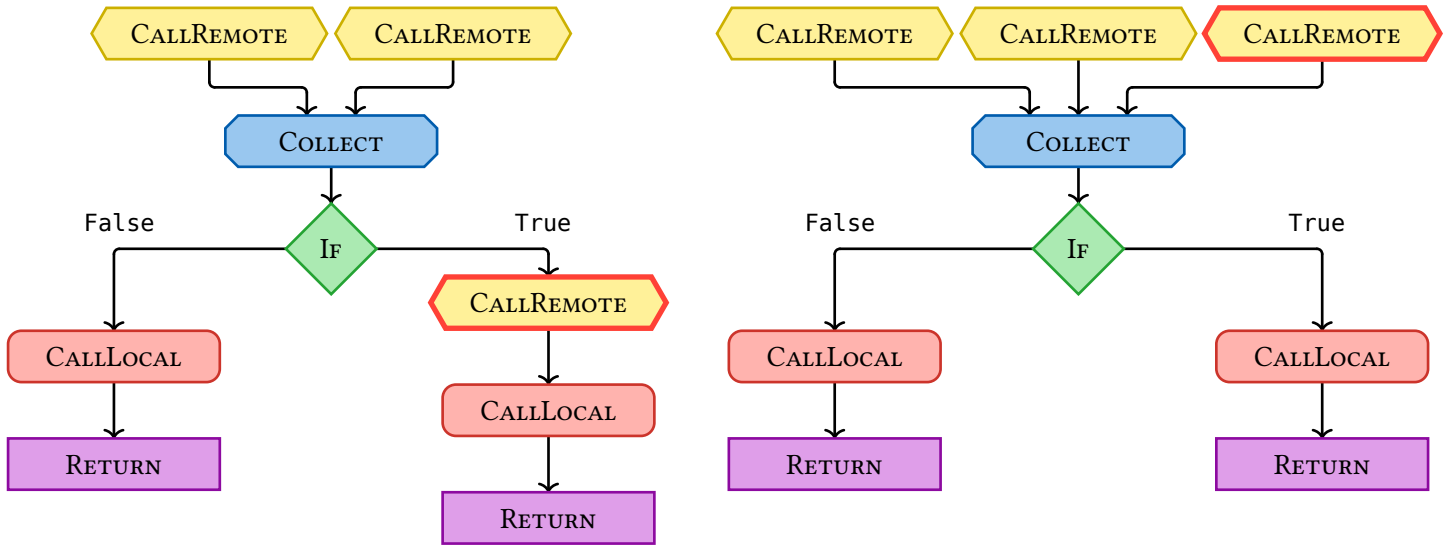 CallRemote
CallRemote
Collect
If
False
True
CallRemote
CallLocal
CallLocal
Return
Return
CallRemote
CallRemote
CallRemote
Collect
If
False
True
CallLocal
CallLocal
Return
Return